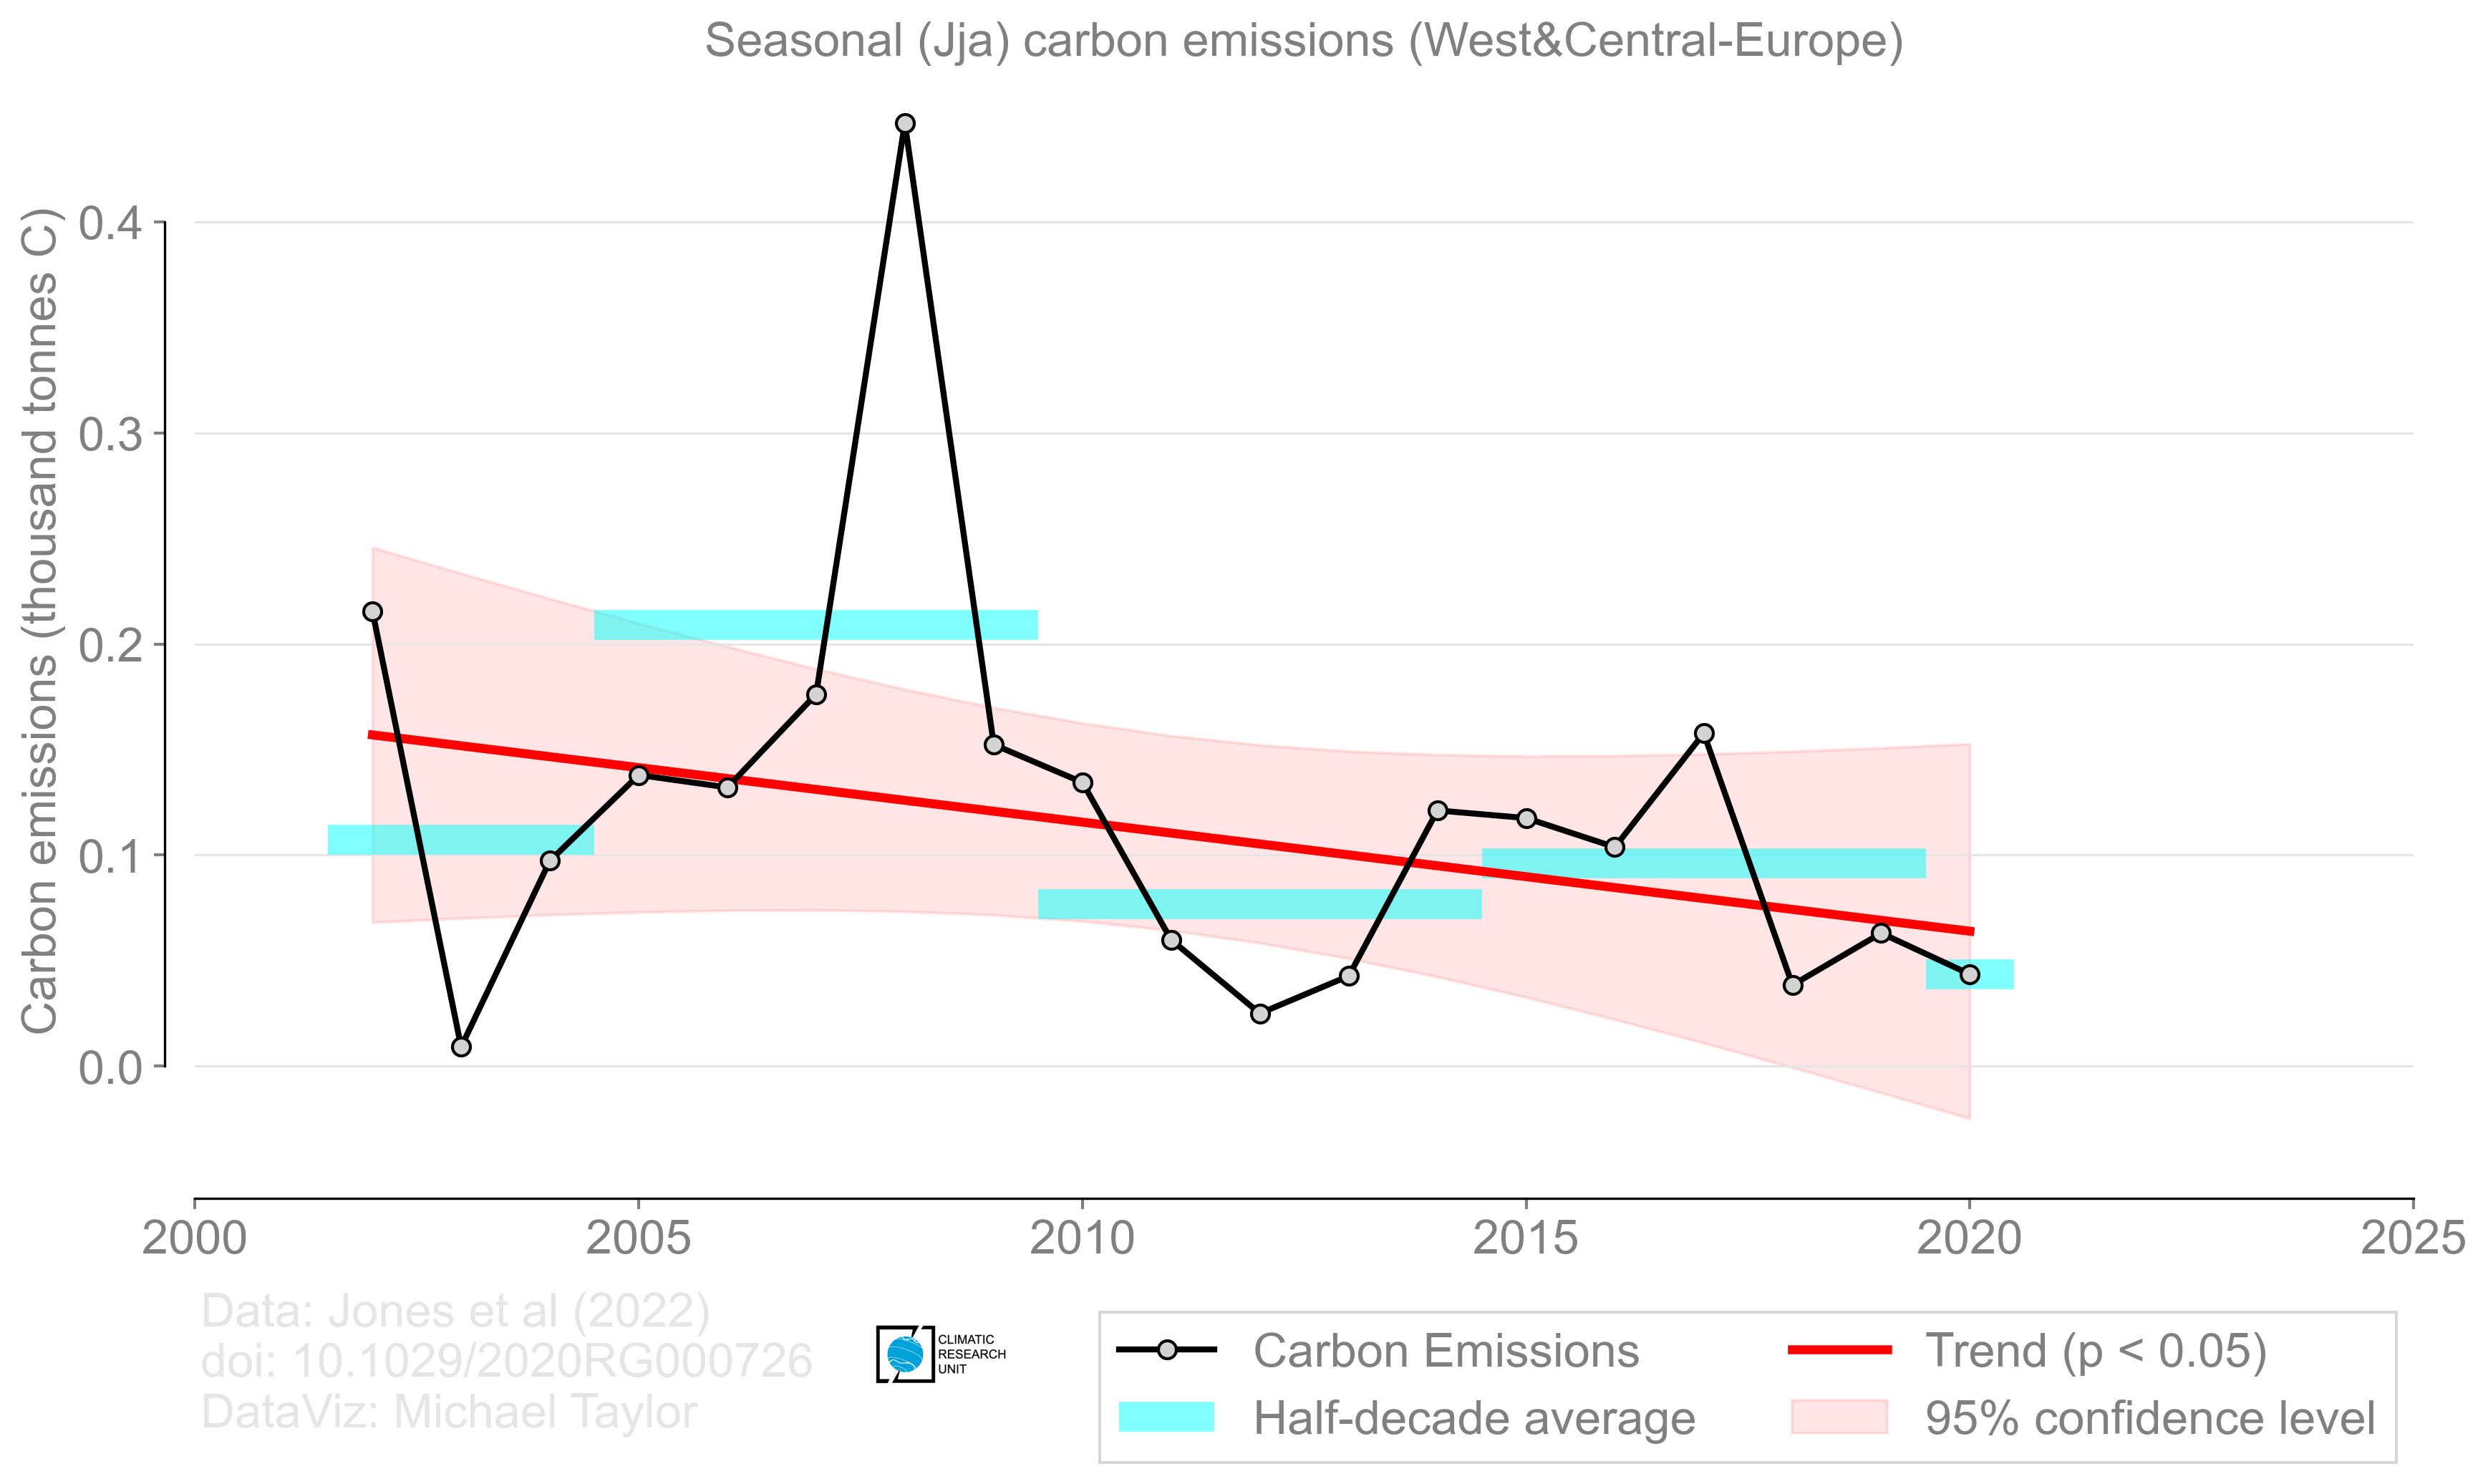 Seasonal (Jja) carbon emissions (West&Central-Europe)
Carbon emissions (thousand tonnes C)
0.4
0.3
0.2
0.1
0.0
2000 2005 2010 2015 2020 2025
Data: Jones et al (2022)
doi: 10.1029/2020RG000726
DataViz: Michael Taylor
CLIMATIC
RESEARCH
UNIT
Carbon Emissions
Half-decade average
Trend (p < 0.05)
95% confidence level